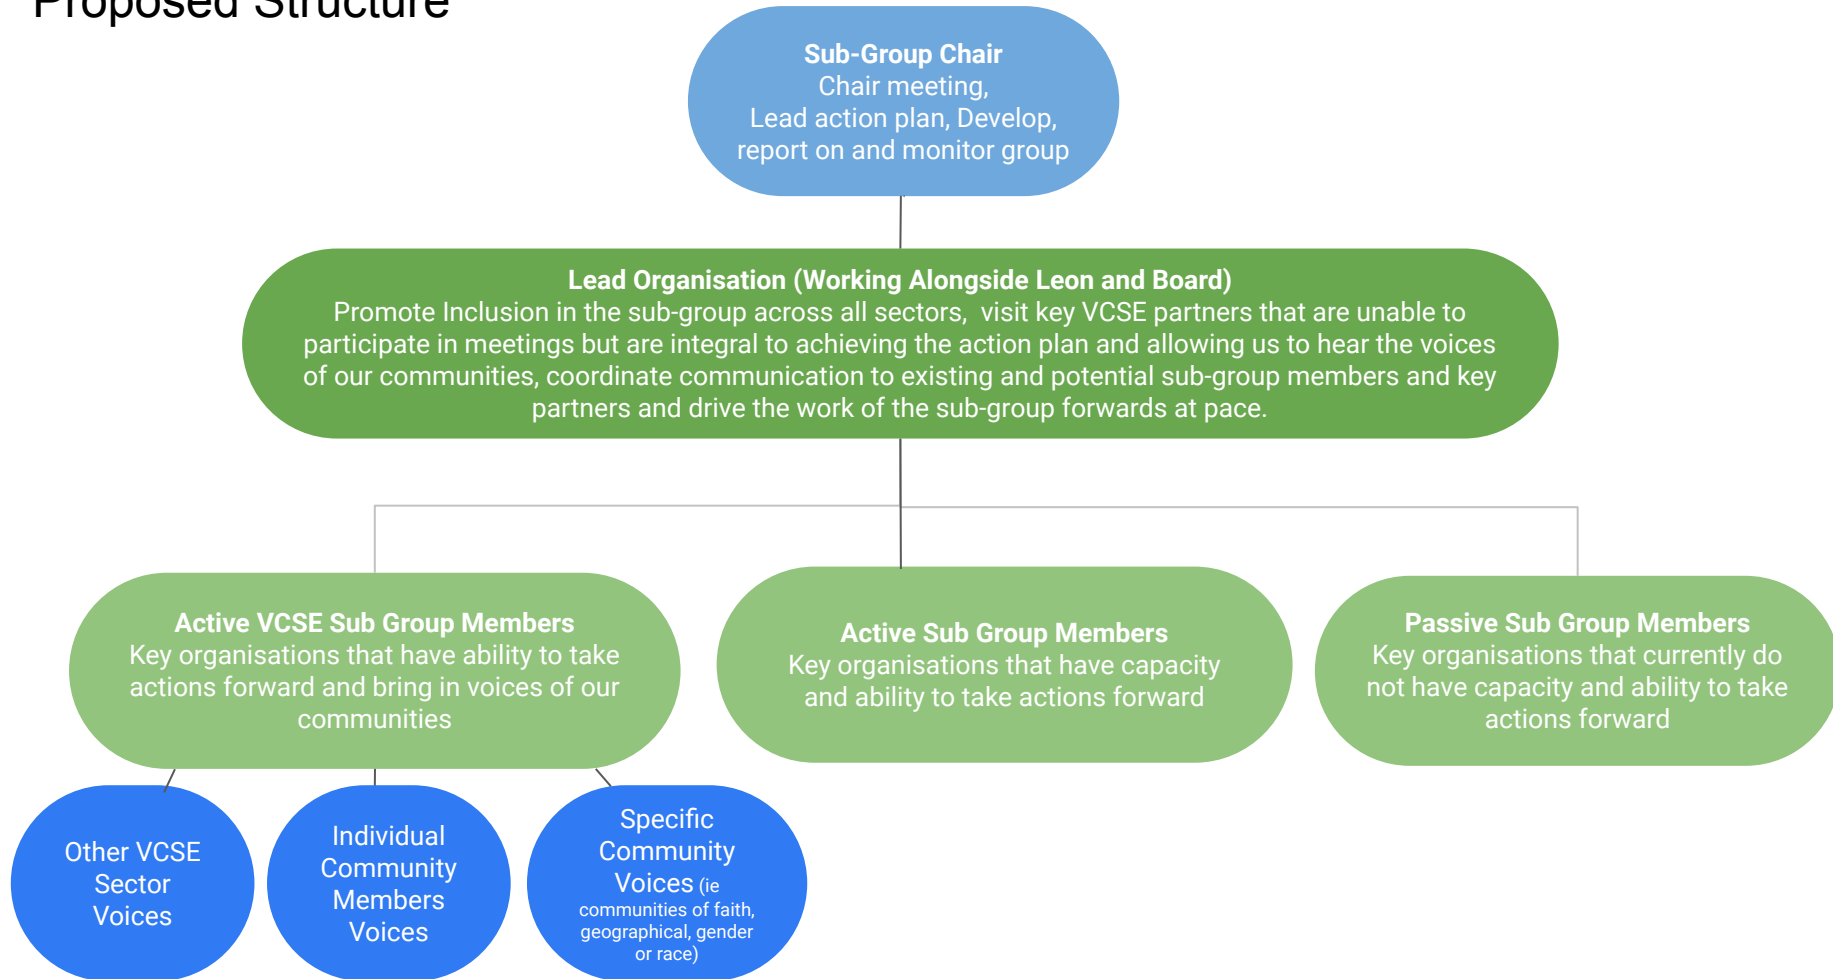 Proposed Structure
Sub-Group Chair
Chair meeting,
Lead action plan, Develop,
report on and monitor group
Lead Organisation (Working Alongside Leon and Board)
Promote Inclusion in the sub-group across all sectors,  visit key VCSE partners that are unable to
participate in meetings but are integral to achieving the action plan and allowing us to hear the voices
of our communities, coordinate communication to existing and potential sub-group members and key
partners and drive the work of the sub-group forwards at pace.
Active VCSE Sub Group Members
Key organisations that have ability to take
actions forward and bring in voices of our
communities
Active Sub Group Members
Key organisations that have capacity
and ability to take actions forward
Passive Sub Group Members
Key organisations that currently do
not have capacity and ability to take
actions forward
Other VCSE
Sector
Voices
Individual
Community
Members
Voices
Specific
Community
Voices (ie
communities of faith,
geographical, gender
or race)